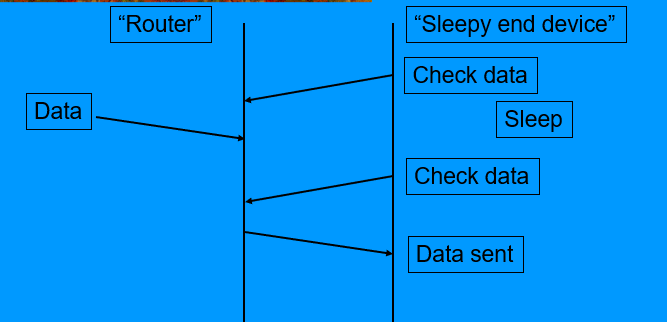 “Router”
“Sleepy end device”
Check data
Data
Sleep
Check data
Data sent